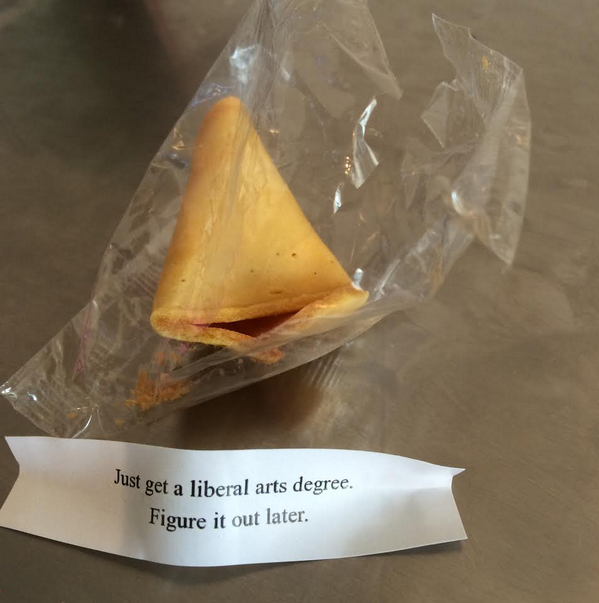 Just get a liberal arts degree.
Figure it out later.